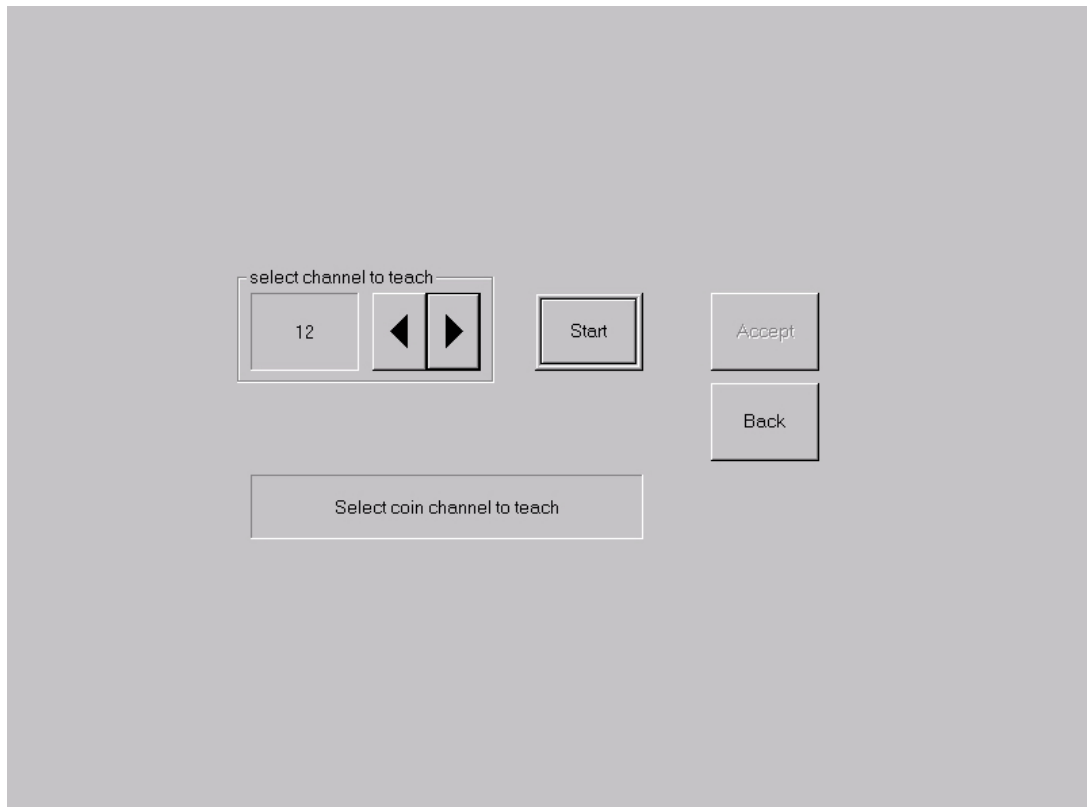 select channel to teach
12
Start
Accept
Back
Select coin channel to teach